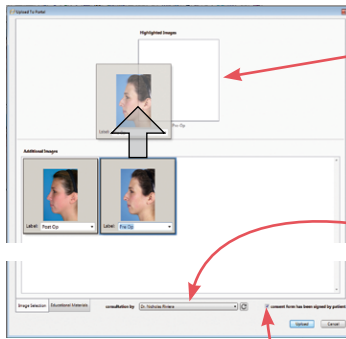 Upload To Portal
Highlighted Images
Label:
Pre Op
Additional Images
Label: Post Op
Label: Pre Op
Image Selection
Educational Materials
consultation by
Dr. Nicholas Riviera
consent form has been signed by patient
Upload
Cancel